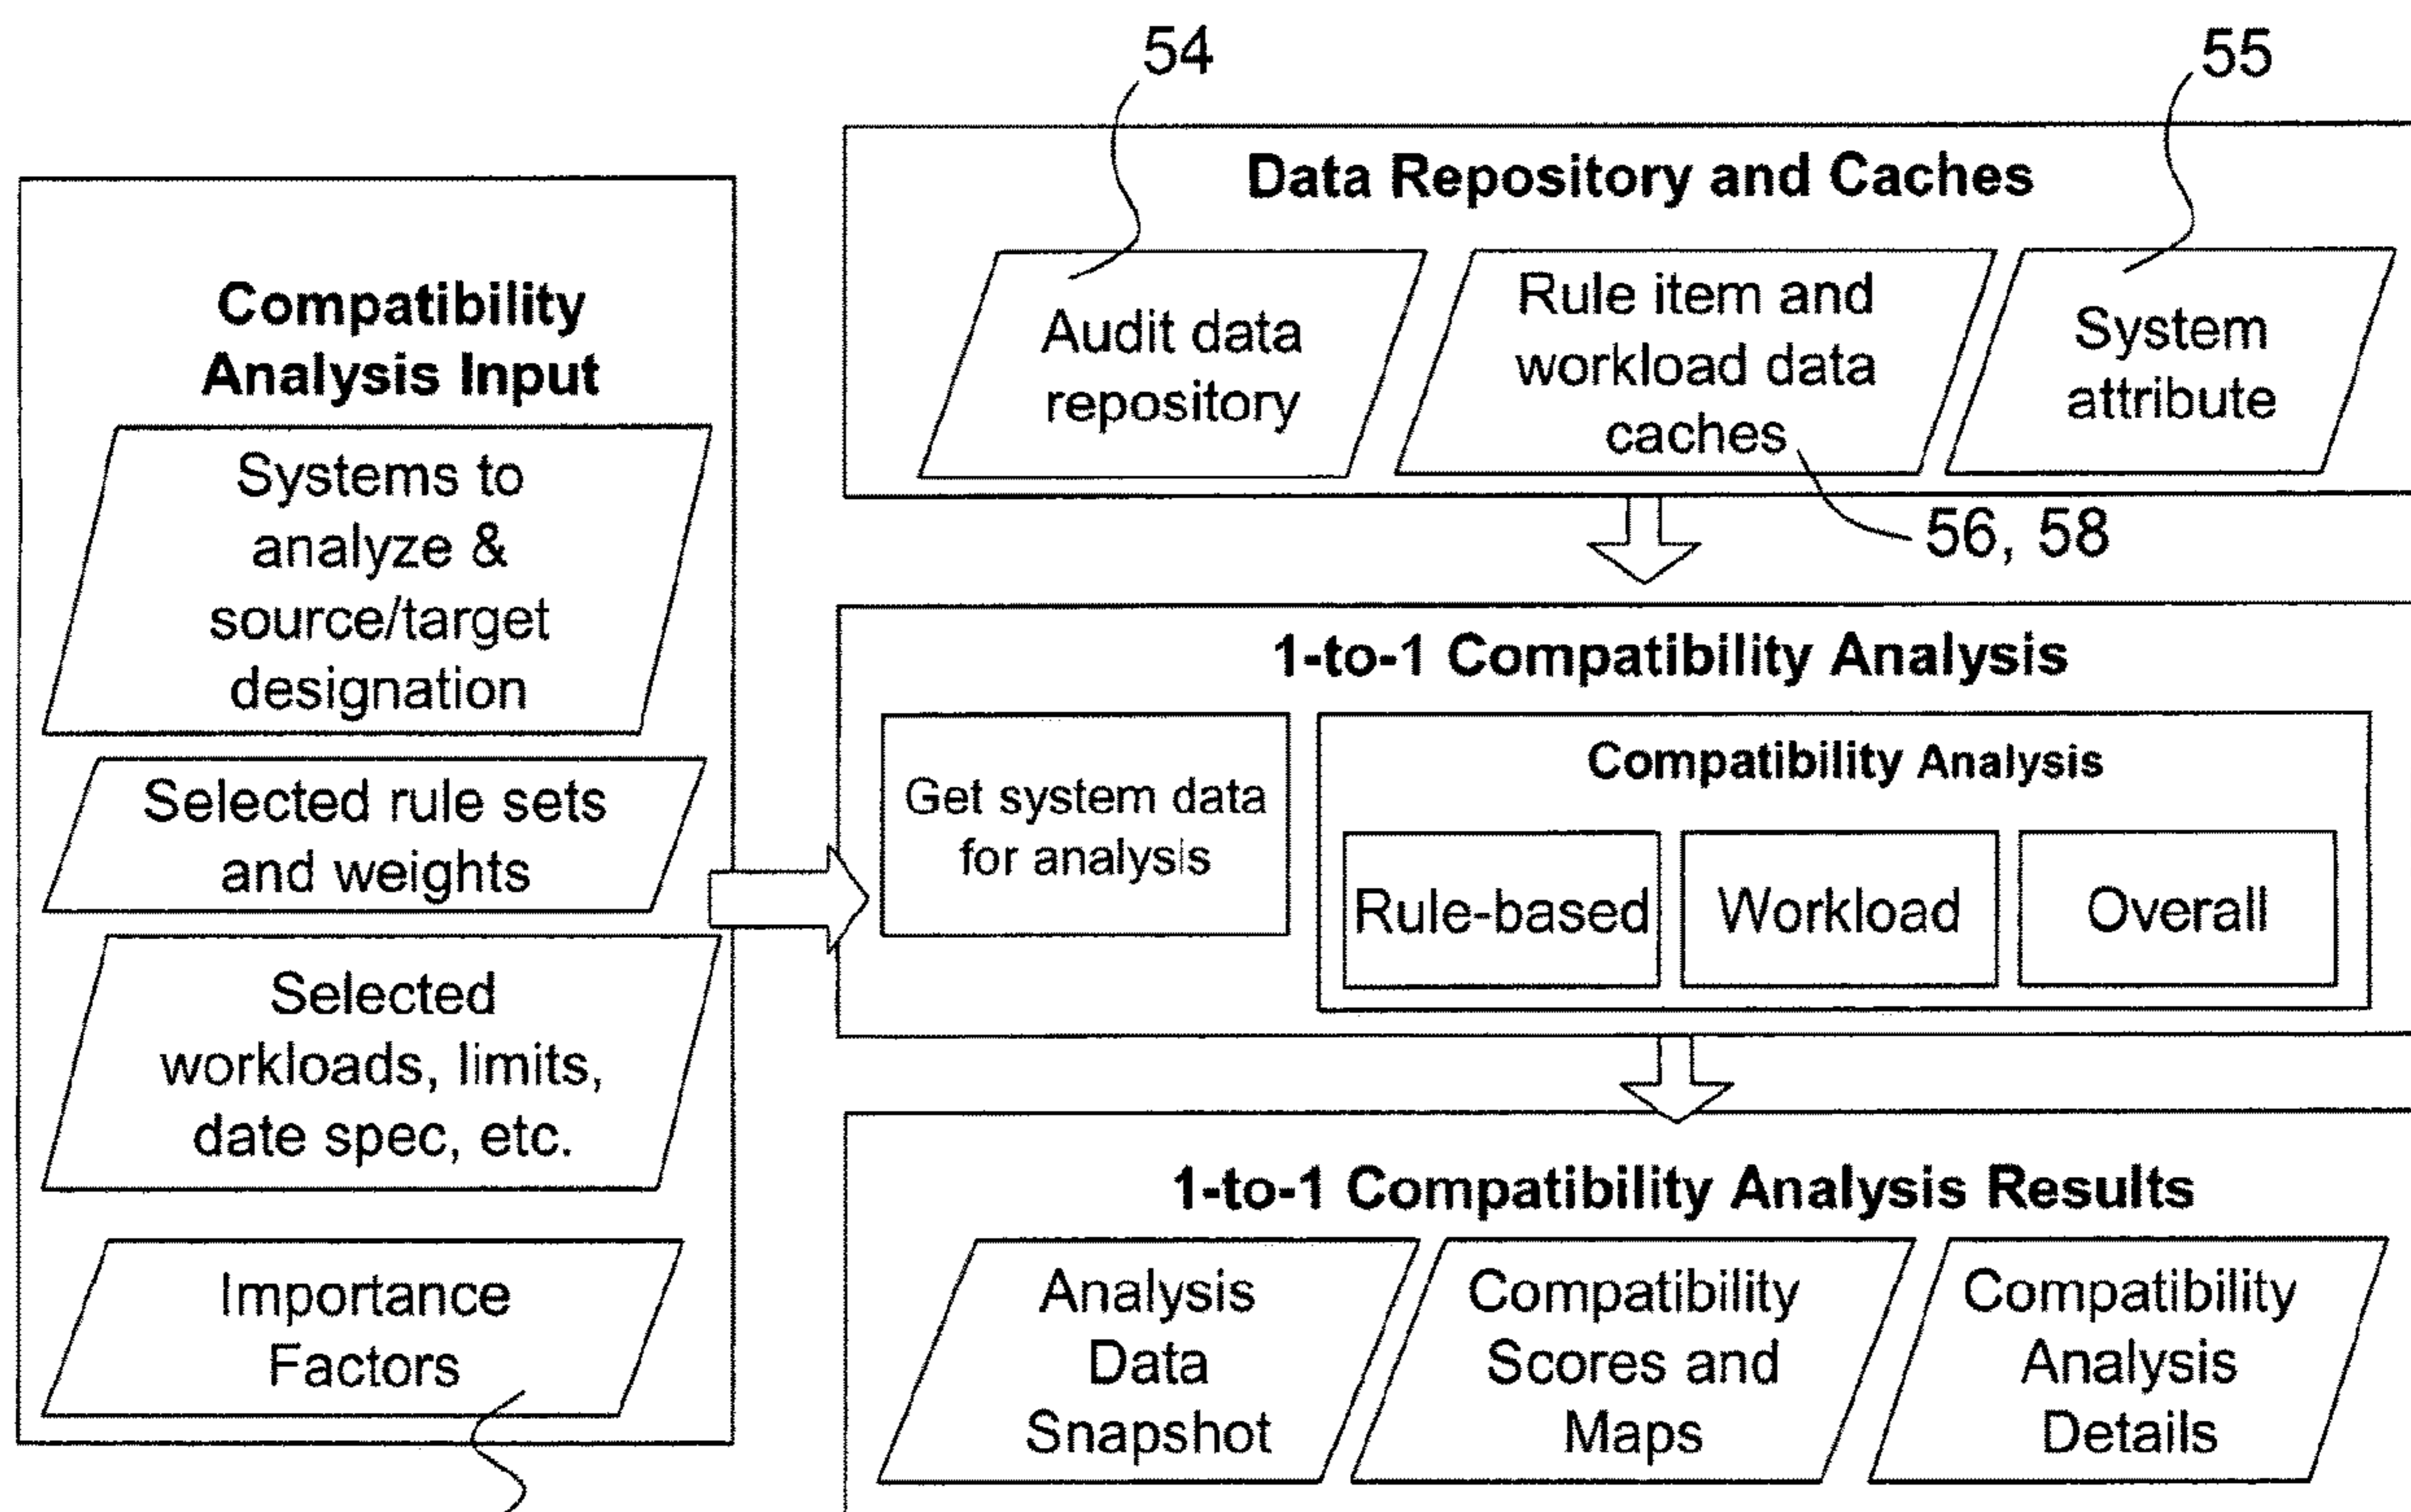 54
55
Data Repository and Caches
Audit data
repository
Rule item and
workload data
caches
System
attribute
56, 58
Compatibility
Analysis Input
Systems to
analyze &
source/target
designation
Selected rule sets
and weights
Selected
workloads, limits,
date spec, etc.
Importance
Factors
1-to-1 Compatibility Analysis
Get system data
for analysis
Compatibility Analysis
Rule-based
Workload
Overall
1-to-1 Compatibility Analysis Results
Analysis
Data
Snapshot
Compatibility
Scores and
Maps
Compatibility
Analysis
Details